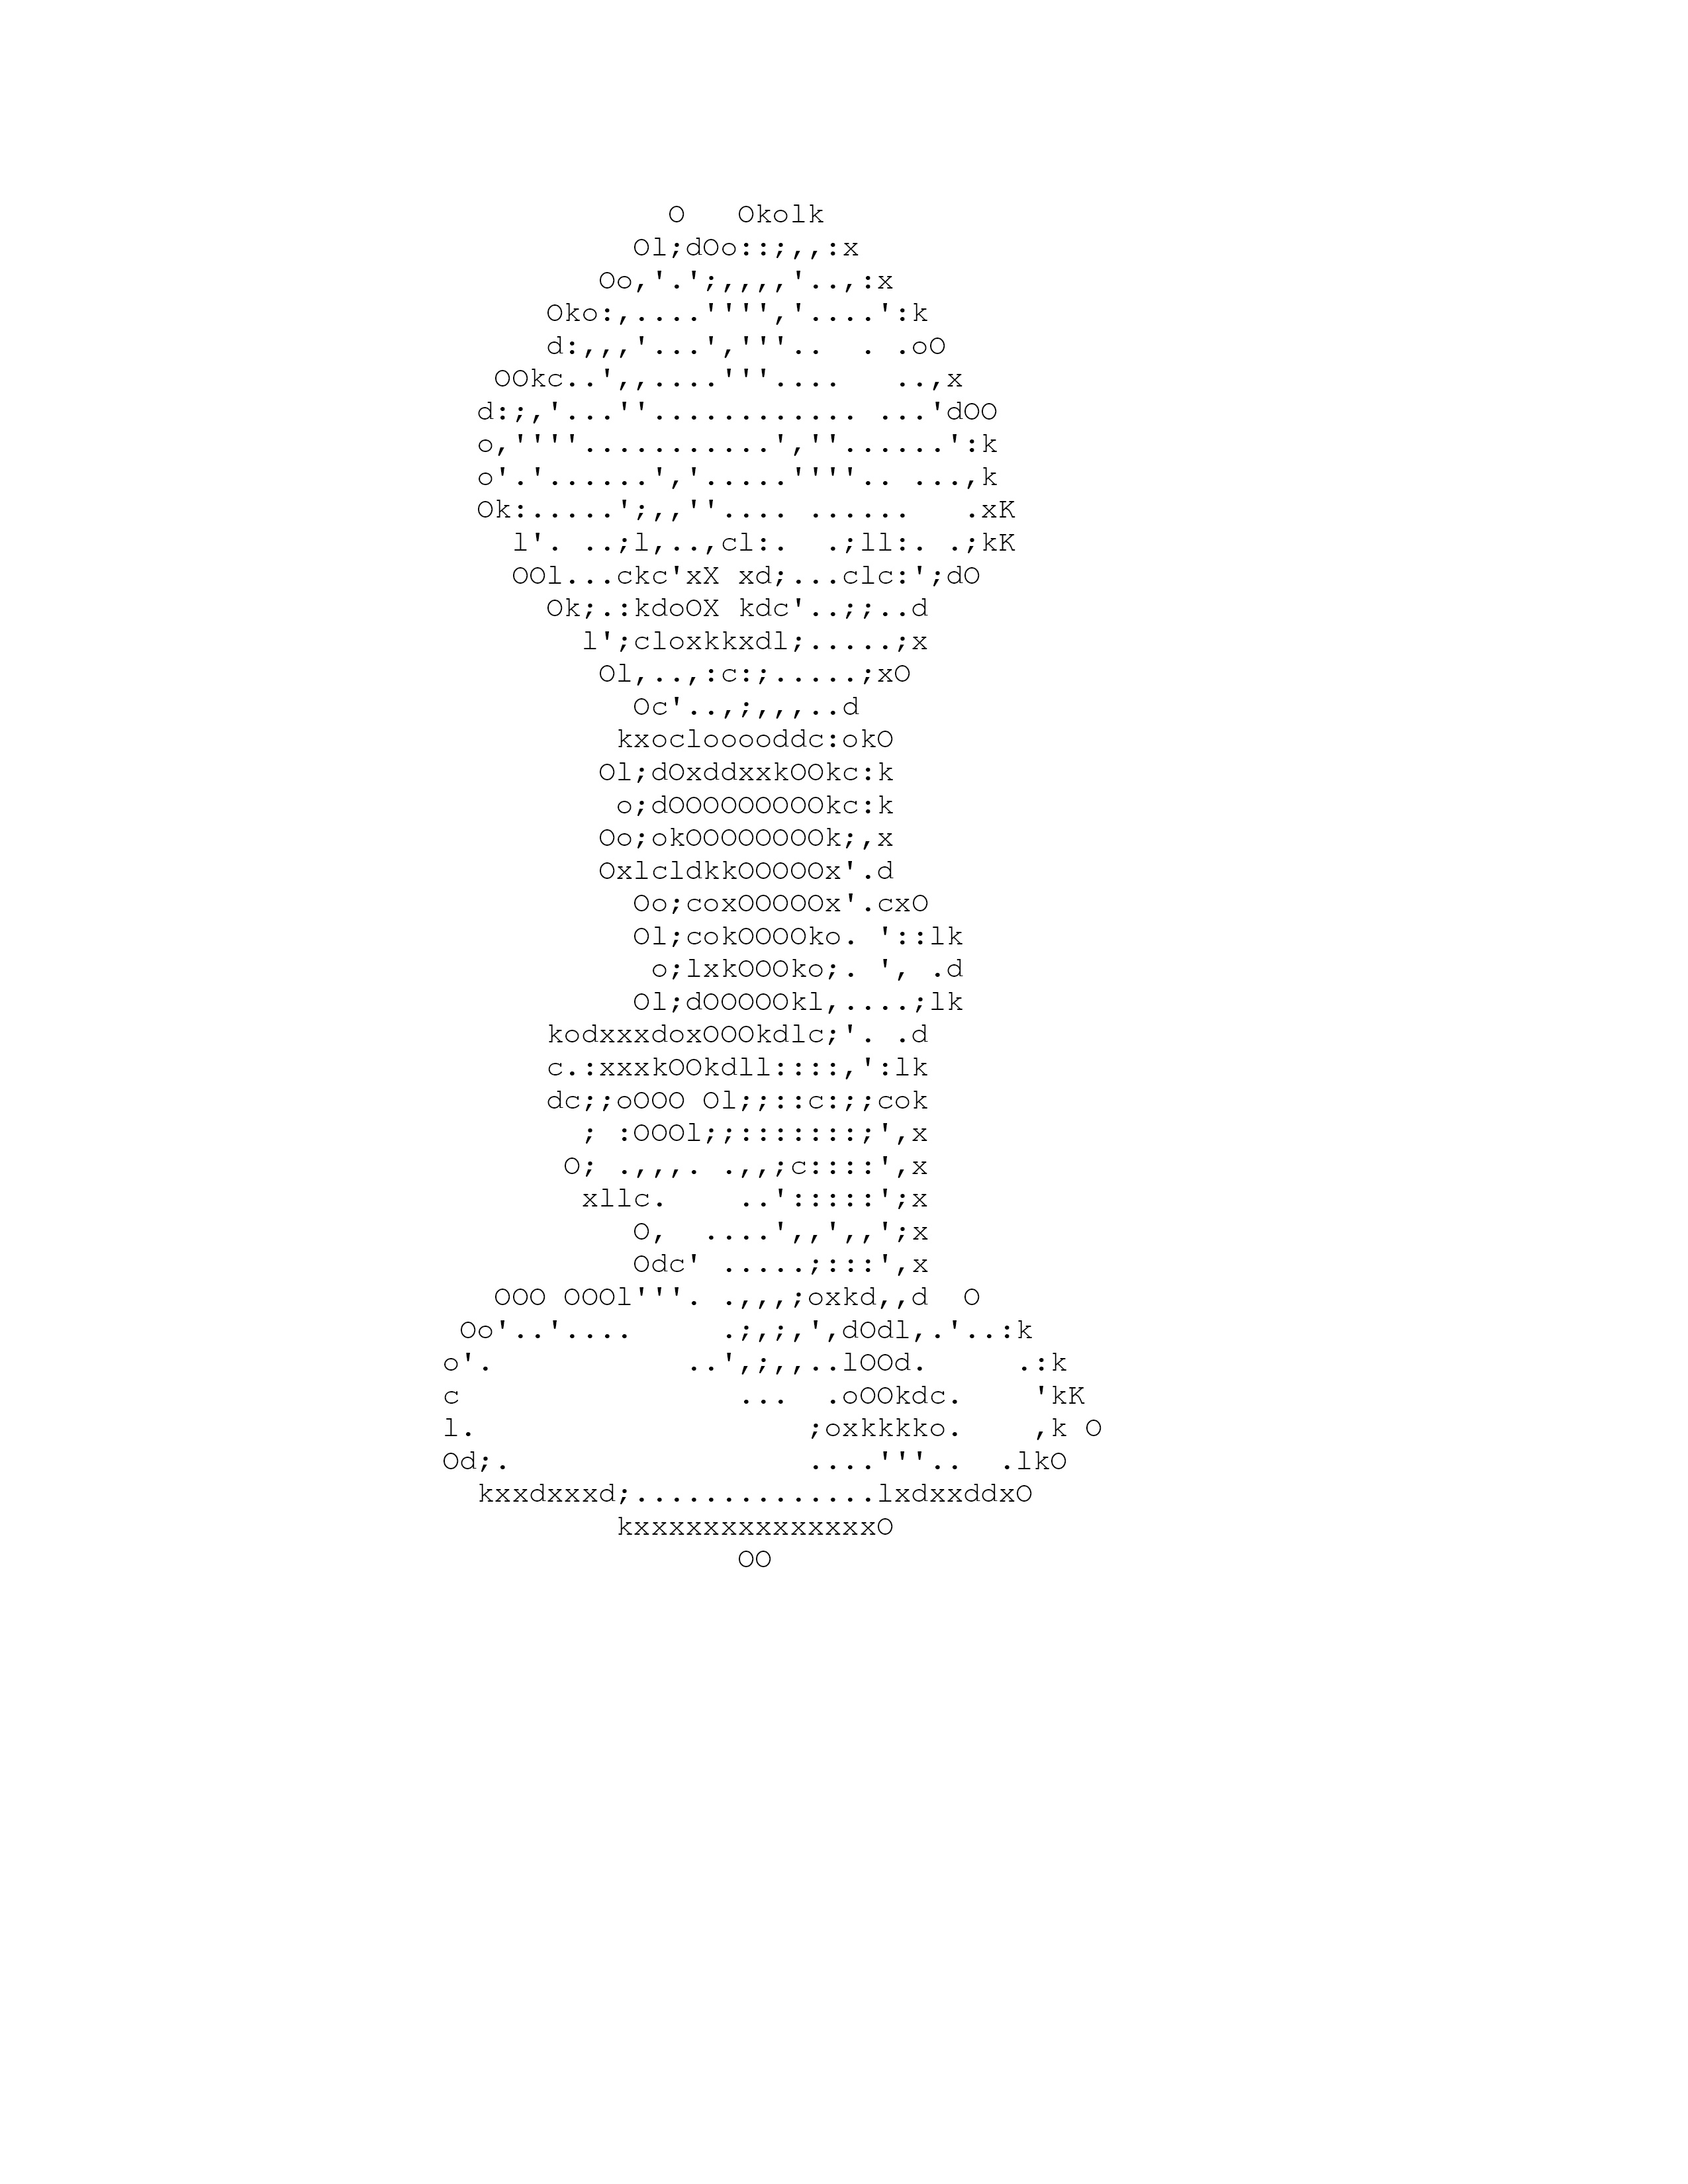 O   Okolk
Ol;dOo::;,,:x
Oo,'.';,,,,'..,:x
Oko:,....'''','....':k
d:,,,'...','''..  . .oO
OOkc..',,....'''....   ..,x
d:;,'...''............ ...'dOO
o,''''...........',''......':k
o'.'......','.....''''.. ...,k
Ok:.....';,,''.... ......   .xK
l'. ..;l,..,cl:.  .;ll:. .;kK
OOl...ckc'xX xd;...clc:';dO
Ok;.:kdoOX kdc'..;;..d
l';cloxkkxdl;.....;x
Ol,..,:c:;.....;xO
Oc'..,;,,,..d
kxoclooooddc:okO
Ol;dOxddxxkOOkc:k
o;dOOOOOOOOOkc:k
Oo;okOOOOOOOOk;,x
OxlcldkkOOOOOx'.d
Oo;coxOOOOOx'.cxO
Ol;cokOOOOko. '::lk
o;lxkOOOko;. ', .d
Ol;dOOOOOkl,....;lk
kodxxxdoxOOOkdlc;'. .d
c.:xxxkOOkdll::::,':lk
dc;;oOOO Ol;;::c:;;cok
; :OOOl;;:::::::;',x
O; .,,,. .,,;c::::',x
xllc.    ..':::::';x
O,  ....',,',,';x
Odc' .....;:::',x
OOO OOOl'''. .,,,;oxkd,,d  O
Oo'..'....     .;,;,',dOdl,.'..:k
o'.           ..',;,,..lOOd.     .:k
c                ...  .oOOkdc.    'kK
l.                   ;oxkkkko.    ,k O
Od;.                 ....'''..  .lkO
kxxdxxxd;..............lxdxxddxO
kxxxxxxxxxxxxxxO
OO